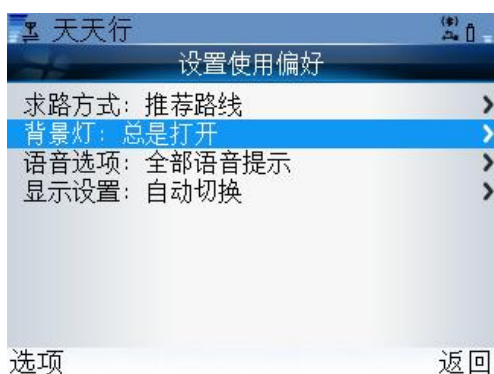 天天行
设置使用偏好
求路方式：推荐路线
背景灯：总是打开
语音选项：全部语音提示
显示设置：自动切换
选项
返回